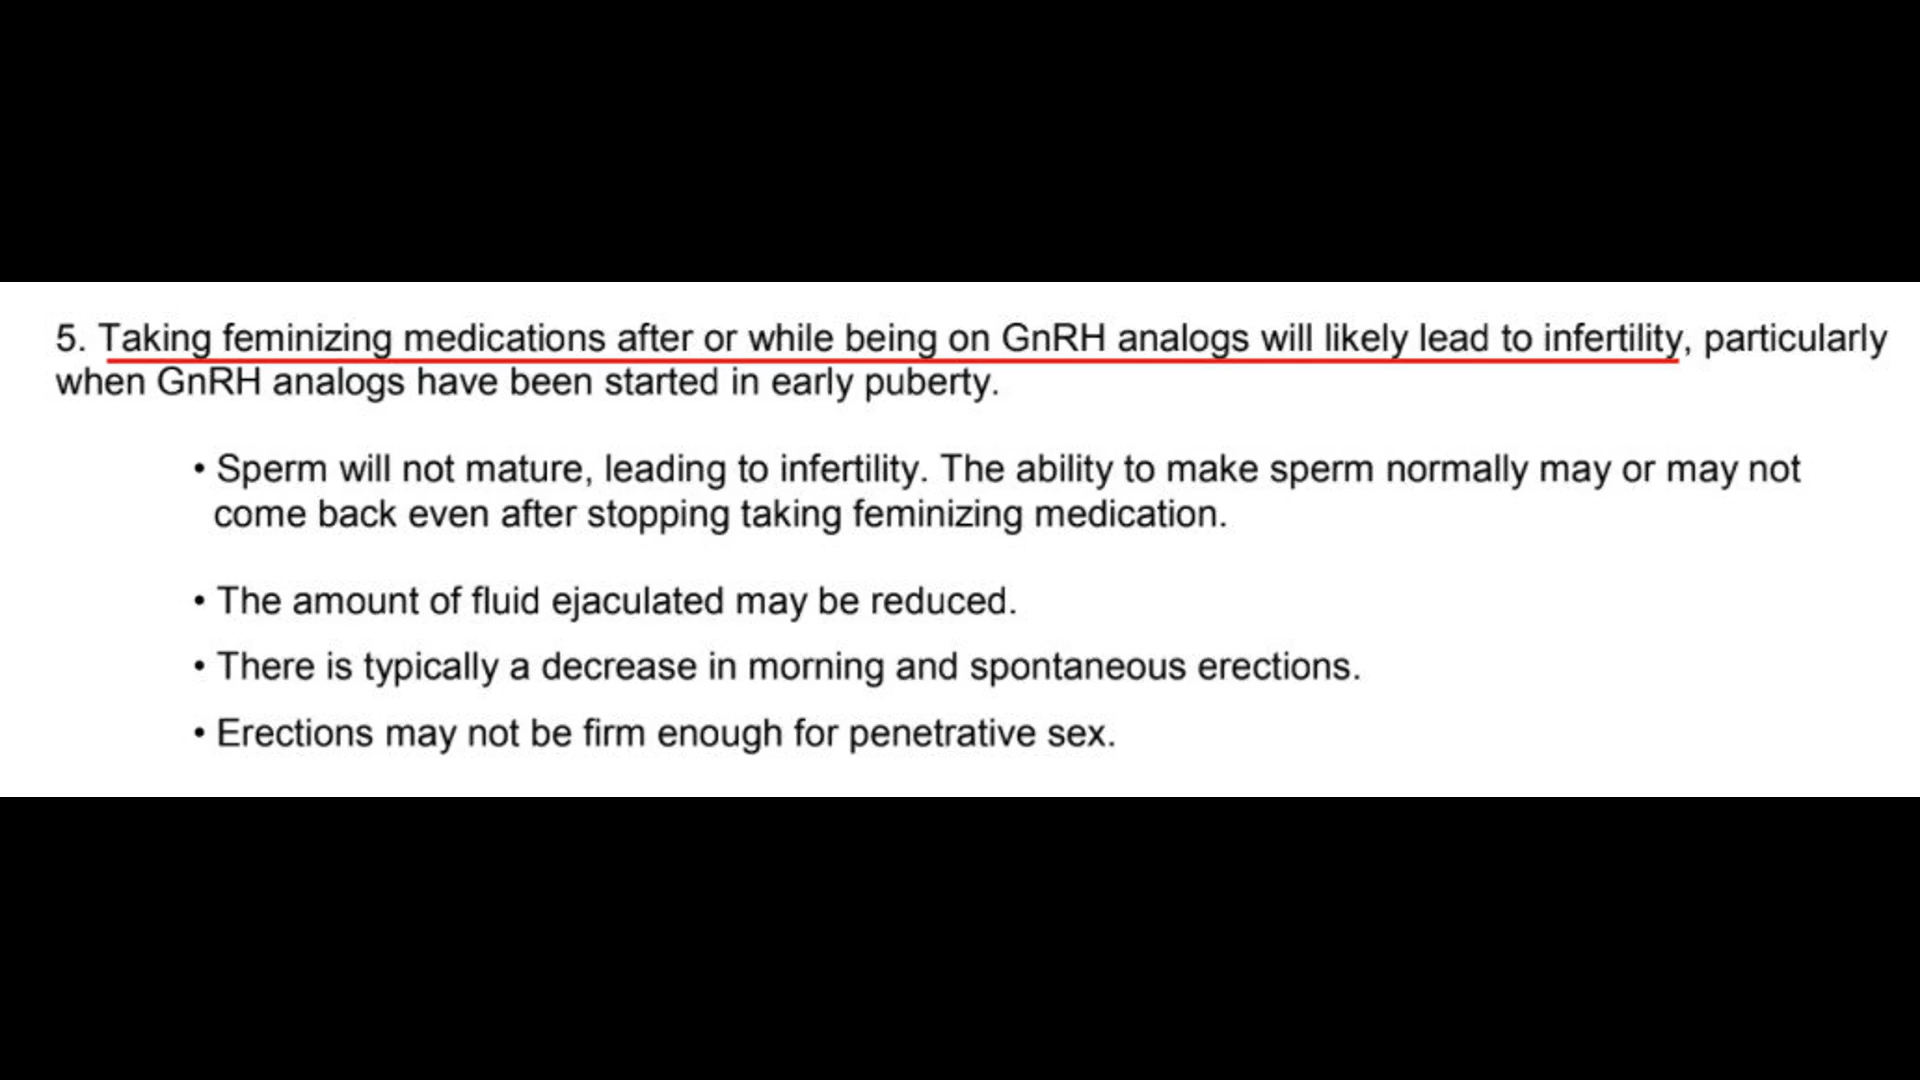 5. Taking feminizing medications after or while being on GnRH analogs will likely lead to infertility, particularly
when GnRH analogs have been started in early puberty.
• Sperm will not mature, leading to infertility. The ability to make sperm normally may or may not
come back even after stopping taking feminizing medication.
• The amount of fluid ejaculated may be reduced.
• There is typically a decrease in morning and spontaneous erections.
• Erections may not be firm enough for penetrative sex.